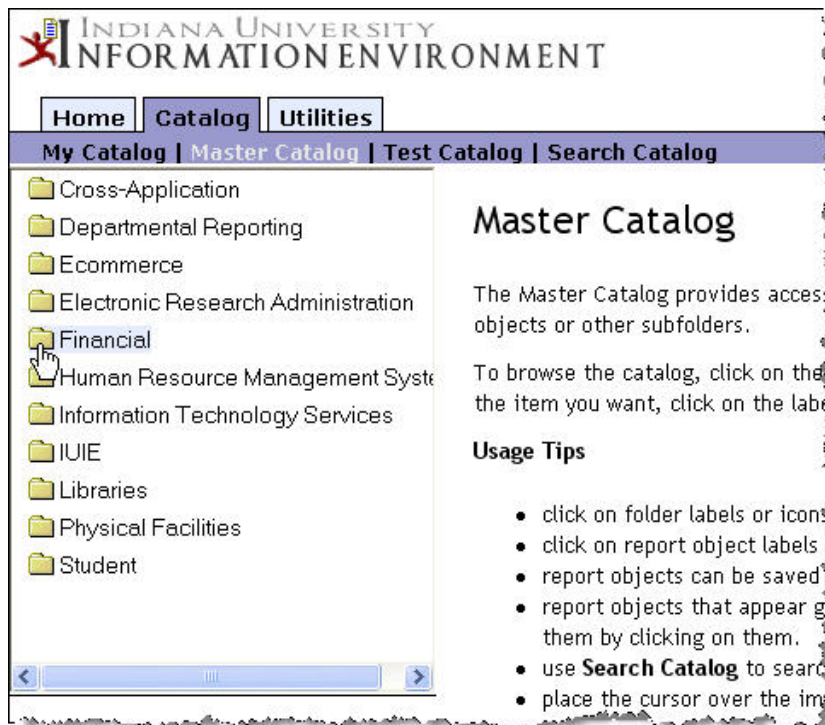 INDIANA UNIVERSITY
INFORMATION ENVIRONMENT
Home Catalog Utilities
My Catalog | Master Catalog | Test Catalog | Search Catalog
Cross-Application
Departmental Reporting
Ecommerce
Electronic Research Administration
Financial
Human Resource Management Syste
Information Technology Services
IUIE
Libraries
Physical Facilities
Student
Master Catalog
The Master Catalog provides access
objects or other subfolders.
To browse the catalog, click on the
the item you want, click on the labe
Usage Tips
• click on folder labels or icons
• click on report object labels
• report objects can be saved
• report objects that appear g
them by clicking on them.
• use Search Catalog to searc
• place the cursor over the im